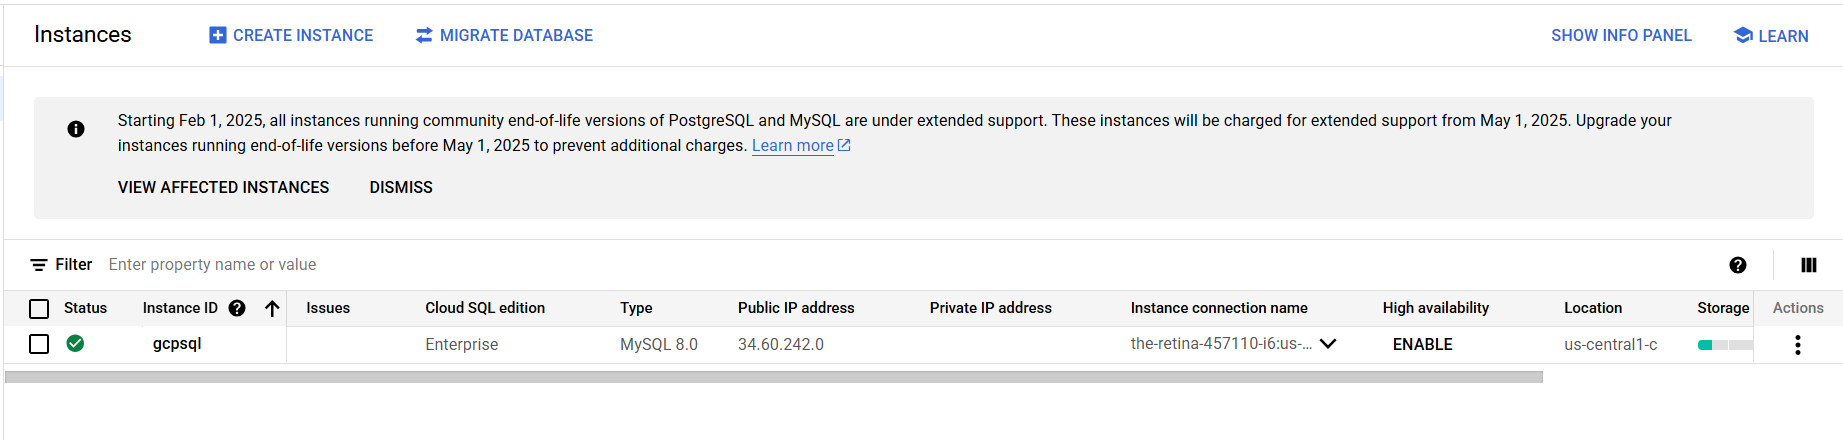 Instances CREATE INSTANCE MIGRATE DATABASE SHOW INFO PANEL LEARN
Starting Feb 1, 2025, all instances running community end-of-life versions of PostgreSQL and MySQL are under extended support. These instances will be charged for extended support from May 1, 2025. Upgrade your
instances running end-of-life versions before May 1, 2025 to prevent additional charges. Learn more
VIEW AFFECTED INSTANCES DISMISS
Filter Enter property name or value
Status Instance ID Issues Cloud SQL edition Type Public IP address Private IP address Instance connection name High availability Location Storage Actions
gcpsql Enterprise MySQL 8.0 34.60.242.0 the-retina-457110-i6:us-... ENABLE us-central1-c